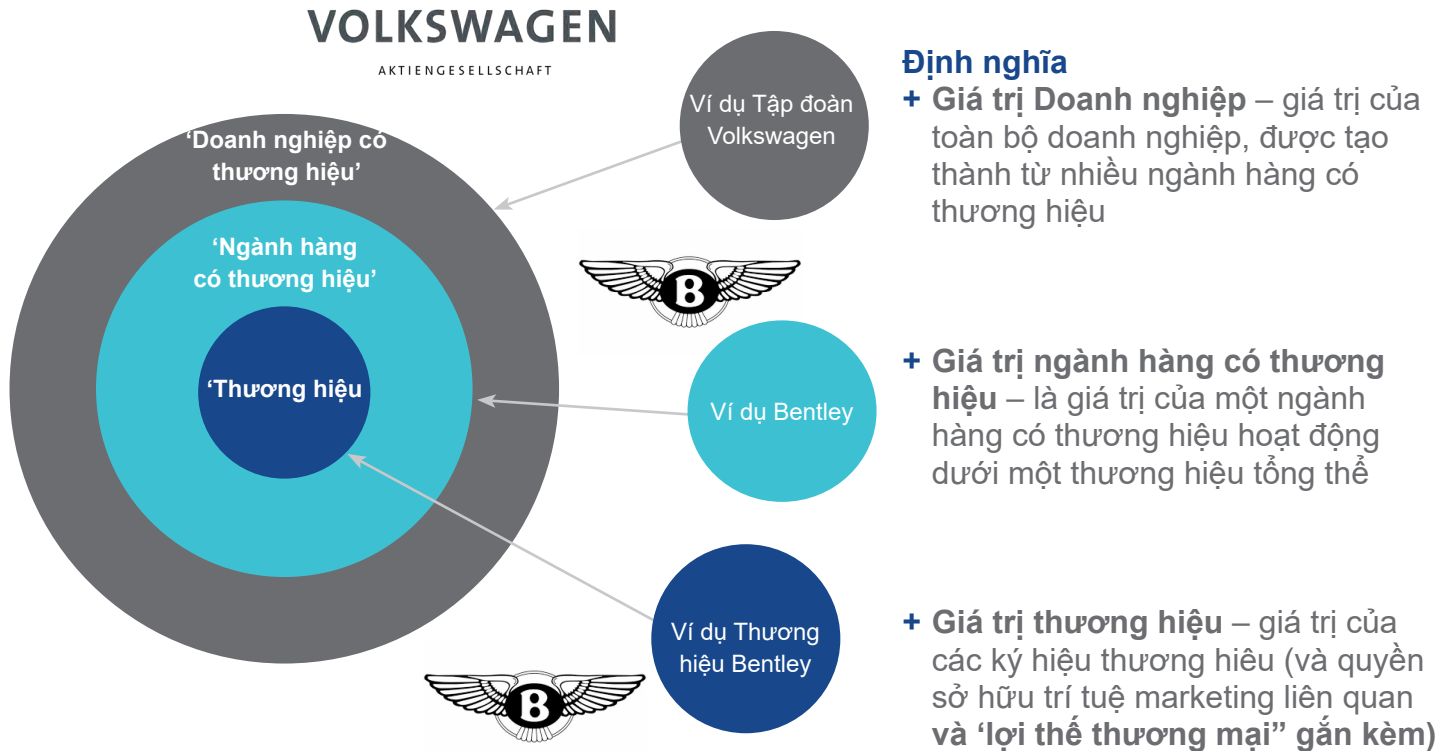 VOLKSWAGEN
AKTIENGESELLSCHAFT
‘Doanh nghiệp có
thương hiệu’
‘Ngành hàng
có thương hiệu’
‘Thương hiệu
Ví dụ Tập đoàn
Volkswagen
B
Ví dụ Bentley
Ví dụ Thương
hiệu Bentley
B
Định nghĩa
+ Giá trị Doanh nghiệp – giá trị của
toàn bộ doanh nghiệp, được tạo
thành từ nhiều ngành hàng có
thương hiệu
+ Giá trị ngành hàng có thương
hiệu – là giá trị của một ngành
hàng có thương hiệu hoạt động
dưới một thương hiệu tổng thể
+ Giá trị thương hiệu – giá trị của
các ký hiệu thương hiêu (và quyền
sở hữu trí tuệ marketing liên quan
và ‘lợi thế thương mại” gắn kèm)